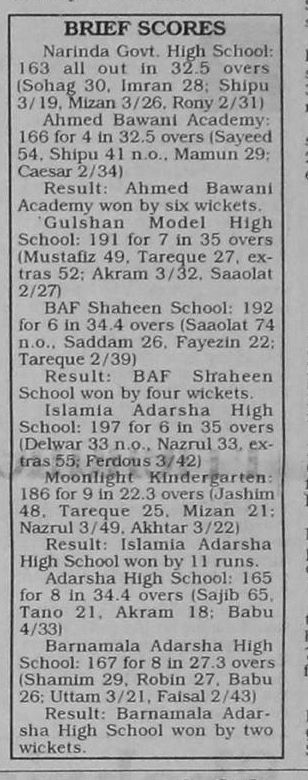 BRIEF SCORES
Narinda Govt. High School:
163 all out in 32.5 overs
(Sohag 30, Imran 28; Shipu
3/19, Mizan 3/26, Rony 2/31)
Ahmed Bawani Academy:
166 for 4 in 32.5 overs (Sayeed
54, Shipu 41 n.o., Mamun 29;
Caesar 2/34)
Result: Ahmed Bawani
Academy won by six wickets.
Gulshan Model High
School: 191 for 7 in 35 overs
(Mustafiz 49, Tareque 27, ex-
tras 52; Akram 3/32, Saaolat
2/27)
BAF Shaheen School: 192
for 6 in 34.4 overs (Saaolat 74
n.o., Saddam 26, Fayezin 22;
Tareque 2/39)
Result: BAF Shaheen
School won by four wickets.
Islamia Adarsha High
School: 197 for 6 in 35 overs
(Delwar 33 n.o., Nazrul 33, ex-
tras 55; Ferdous 3/42)
Moonlight Kindergarten:
186 for 9 in 22.3 overs (Jashim
48, Tareque 25, Mizan 21;
Nazrul 3/49, Akhtar 3/22)
Result: Islamia Adarsha
High School won by 11 runs.
Adarsha High School: 165
for 8 in 34.4 overs (Sajib 65,
Tano 21, Akram 18; Babu
4/33)
Barnamala Adarsha High
School: 167 for 8 in 27.3 overs
(Shamim 29, Robin 27, Babu
26; Uttam 3/21, Faisal 2/43)
Result: Barnamala Adar-
sha High School won by two
wickets.